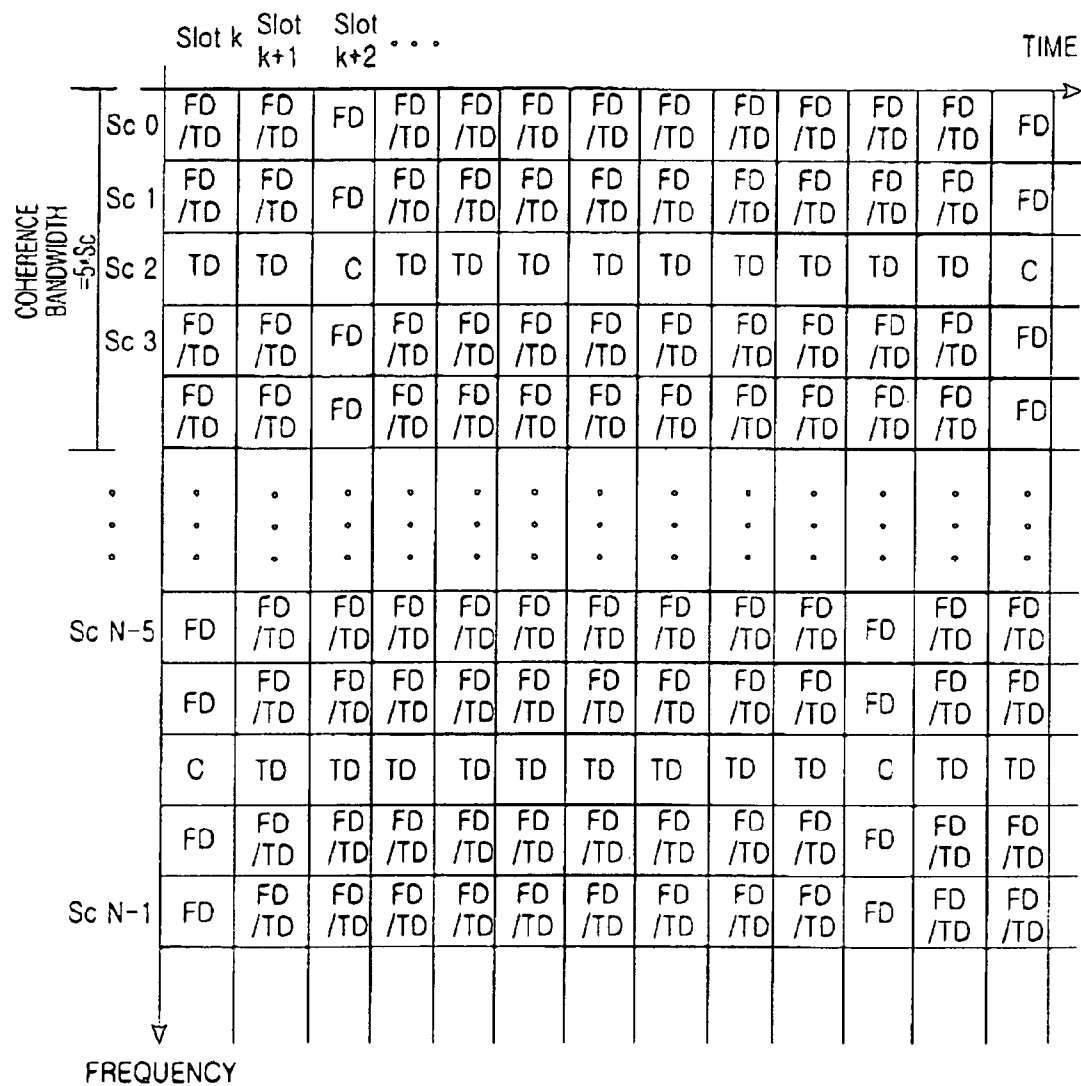 Slot k Slot k+1 Slot k+2 . . . TIME
COHERENCE BANDWIDTH =5*Sc
Sc 0 FD/TD FD/TD FD FD/TD FD/TD FD/TD FD/TD FD/TD FD/TD FD/TD FD/TD FD/TD FD
Sc 1 FD/TD FD/TD FD FD/TD FD/TD FD/TD FD/TD FD/TD FD/TD FD/TD FD/TD FD/TD FD
Sc 2 TD TD C TD TD TD TD TD TD TD TD TD C
Sc 3 FD/TD FD/TD FD FD/TD FD/TD FD/TD FD/TD FD/TD FD/TD FD/TD FD/TD FD/TD FD
FD/TD FD/TD FD FD/TD FD/TD FD/TD FD/TD FD/TD FD/TD FD/TD FD/TD FD/TD FD
Sc N-5 FD FD/TD FD/TD FD/TD FD/TD FD/TD FD/TD FD/TD FD/TD FD/TD FD FD/TD FD/TD
FD FD/TD FD/TD FD/TD FD/TD FD/TD FD/TD FD/TD FD/TD FD/TD FD FD/TD FD/TD
C TD TD TD TD TD TD TD TD TD C TD TD
FD FD/TD FD/TD FD/TD FD/TD FD/TD FD/TD FD/TD FD/TD FD/TD FD FD/TD FD/TD
Sc N-1 FD FD/TD FD/TD FD/TD FD/TD FD/TD FD/TD FD/TD FD/TD FD/TD FD FD/TD FD/TD
FREQUENCY